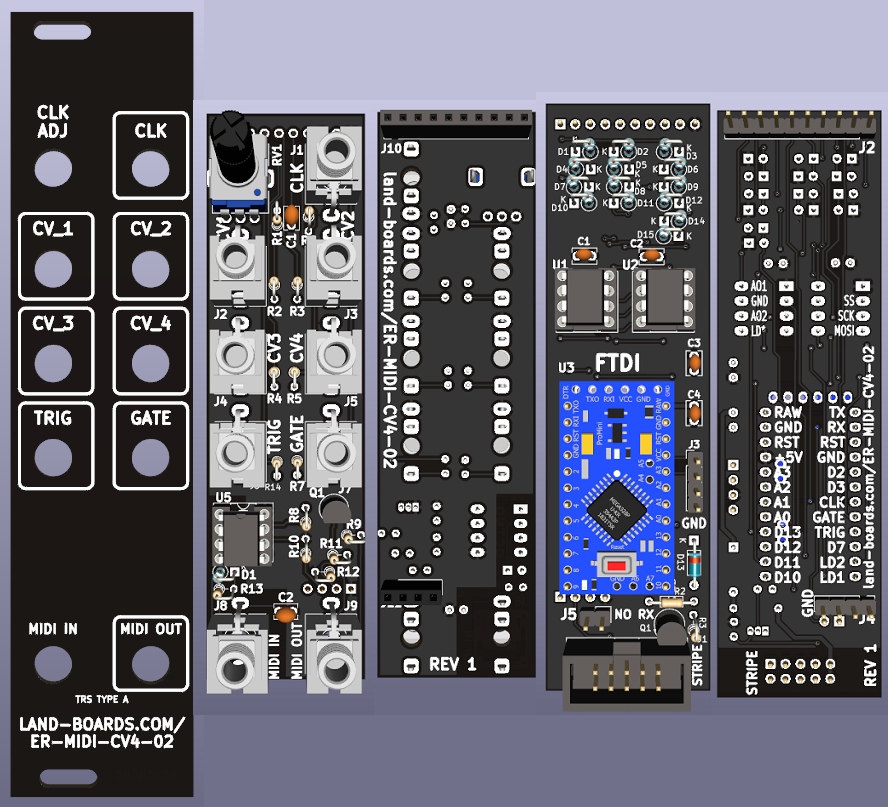 CLK
ADJ
CLK
CV_1
CV_2
CV_3
CV_4
TRIG
GATE
MIDI IN
MIDI OUT
TRS TYPE A
LAND-BOARDS.COM/
ER-MIDI-CV4-02
RV1
J1
CLK
CV2
C1
J2
R2
R3
J3
CV3
CV4
J4
R4
R5
J5
TRIG
GATE
R14
R7
J7
U5
Q1
R8
R9
R10
R11
R12
D1
R13
J8
C2
J9
MIDI IN
MIDI OUT
J10
land-boards.com/ER-MIDI-CV4-02
REV 1
D1
K
D2
K
D3
D4
D5
D6
D7
D8
D9
D10
D11
D12
D14
D15
K
C1
C2
U1
U2
C3
FTDI
U3
C4
DTR
TXO
RXI
VCC
GND
ProMini
J3
GND
K
D13
R2
J5
NO RX
Q1
R3
STRIPE
J2
AO1
GND
AO2
LD*
SS
SCK
MOSI
RAW
TX
GND
RX
RST
RST
+5V
GND
A3
D2
A2
D3
A1
CLK
A0
GATE
D13
TRIG
D12
D7
D11
LD2
D10
LD1
GND
J4
land-boards.com/ER-MIDI-CV4-02
STRIPE
REV 1